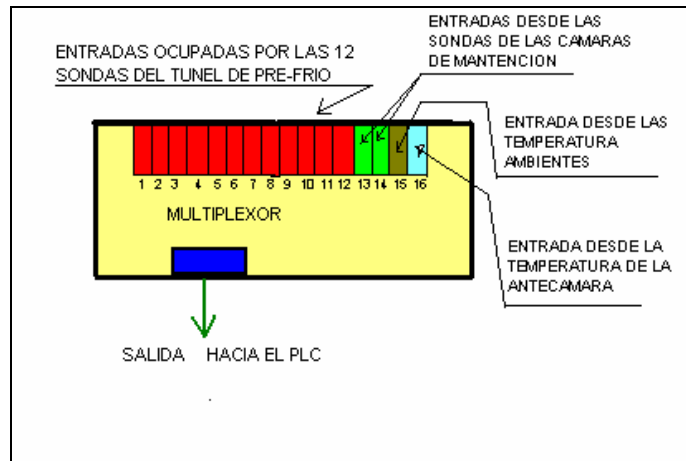 ENTRADAS DESDE LAS
SONDAS DE LAS CAMARAS
DE MANTENCION
ENTRADAS OCUPADAS POR LAS 12
SONDAS DEL TUNEL DE PRE-FRIO
ENTRADA DESDE LAS
TEMPERATURA
AMBIENTES
1 2 3 4 5 6 7 8 9 10 11 12 13 14 15 16
MULTIPLEXOR
ENTRADA DESDE LA
TEMPERATURA DE LA
ANTECAMARA
SALIDA HACIA EL PLC